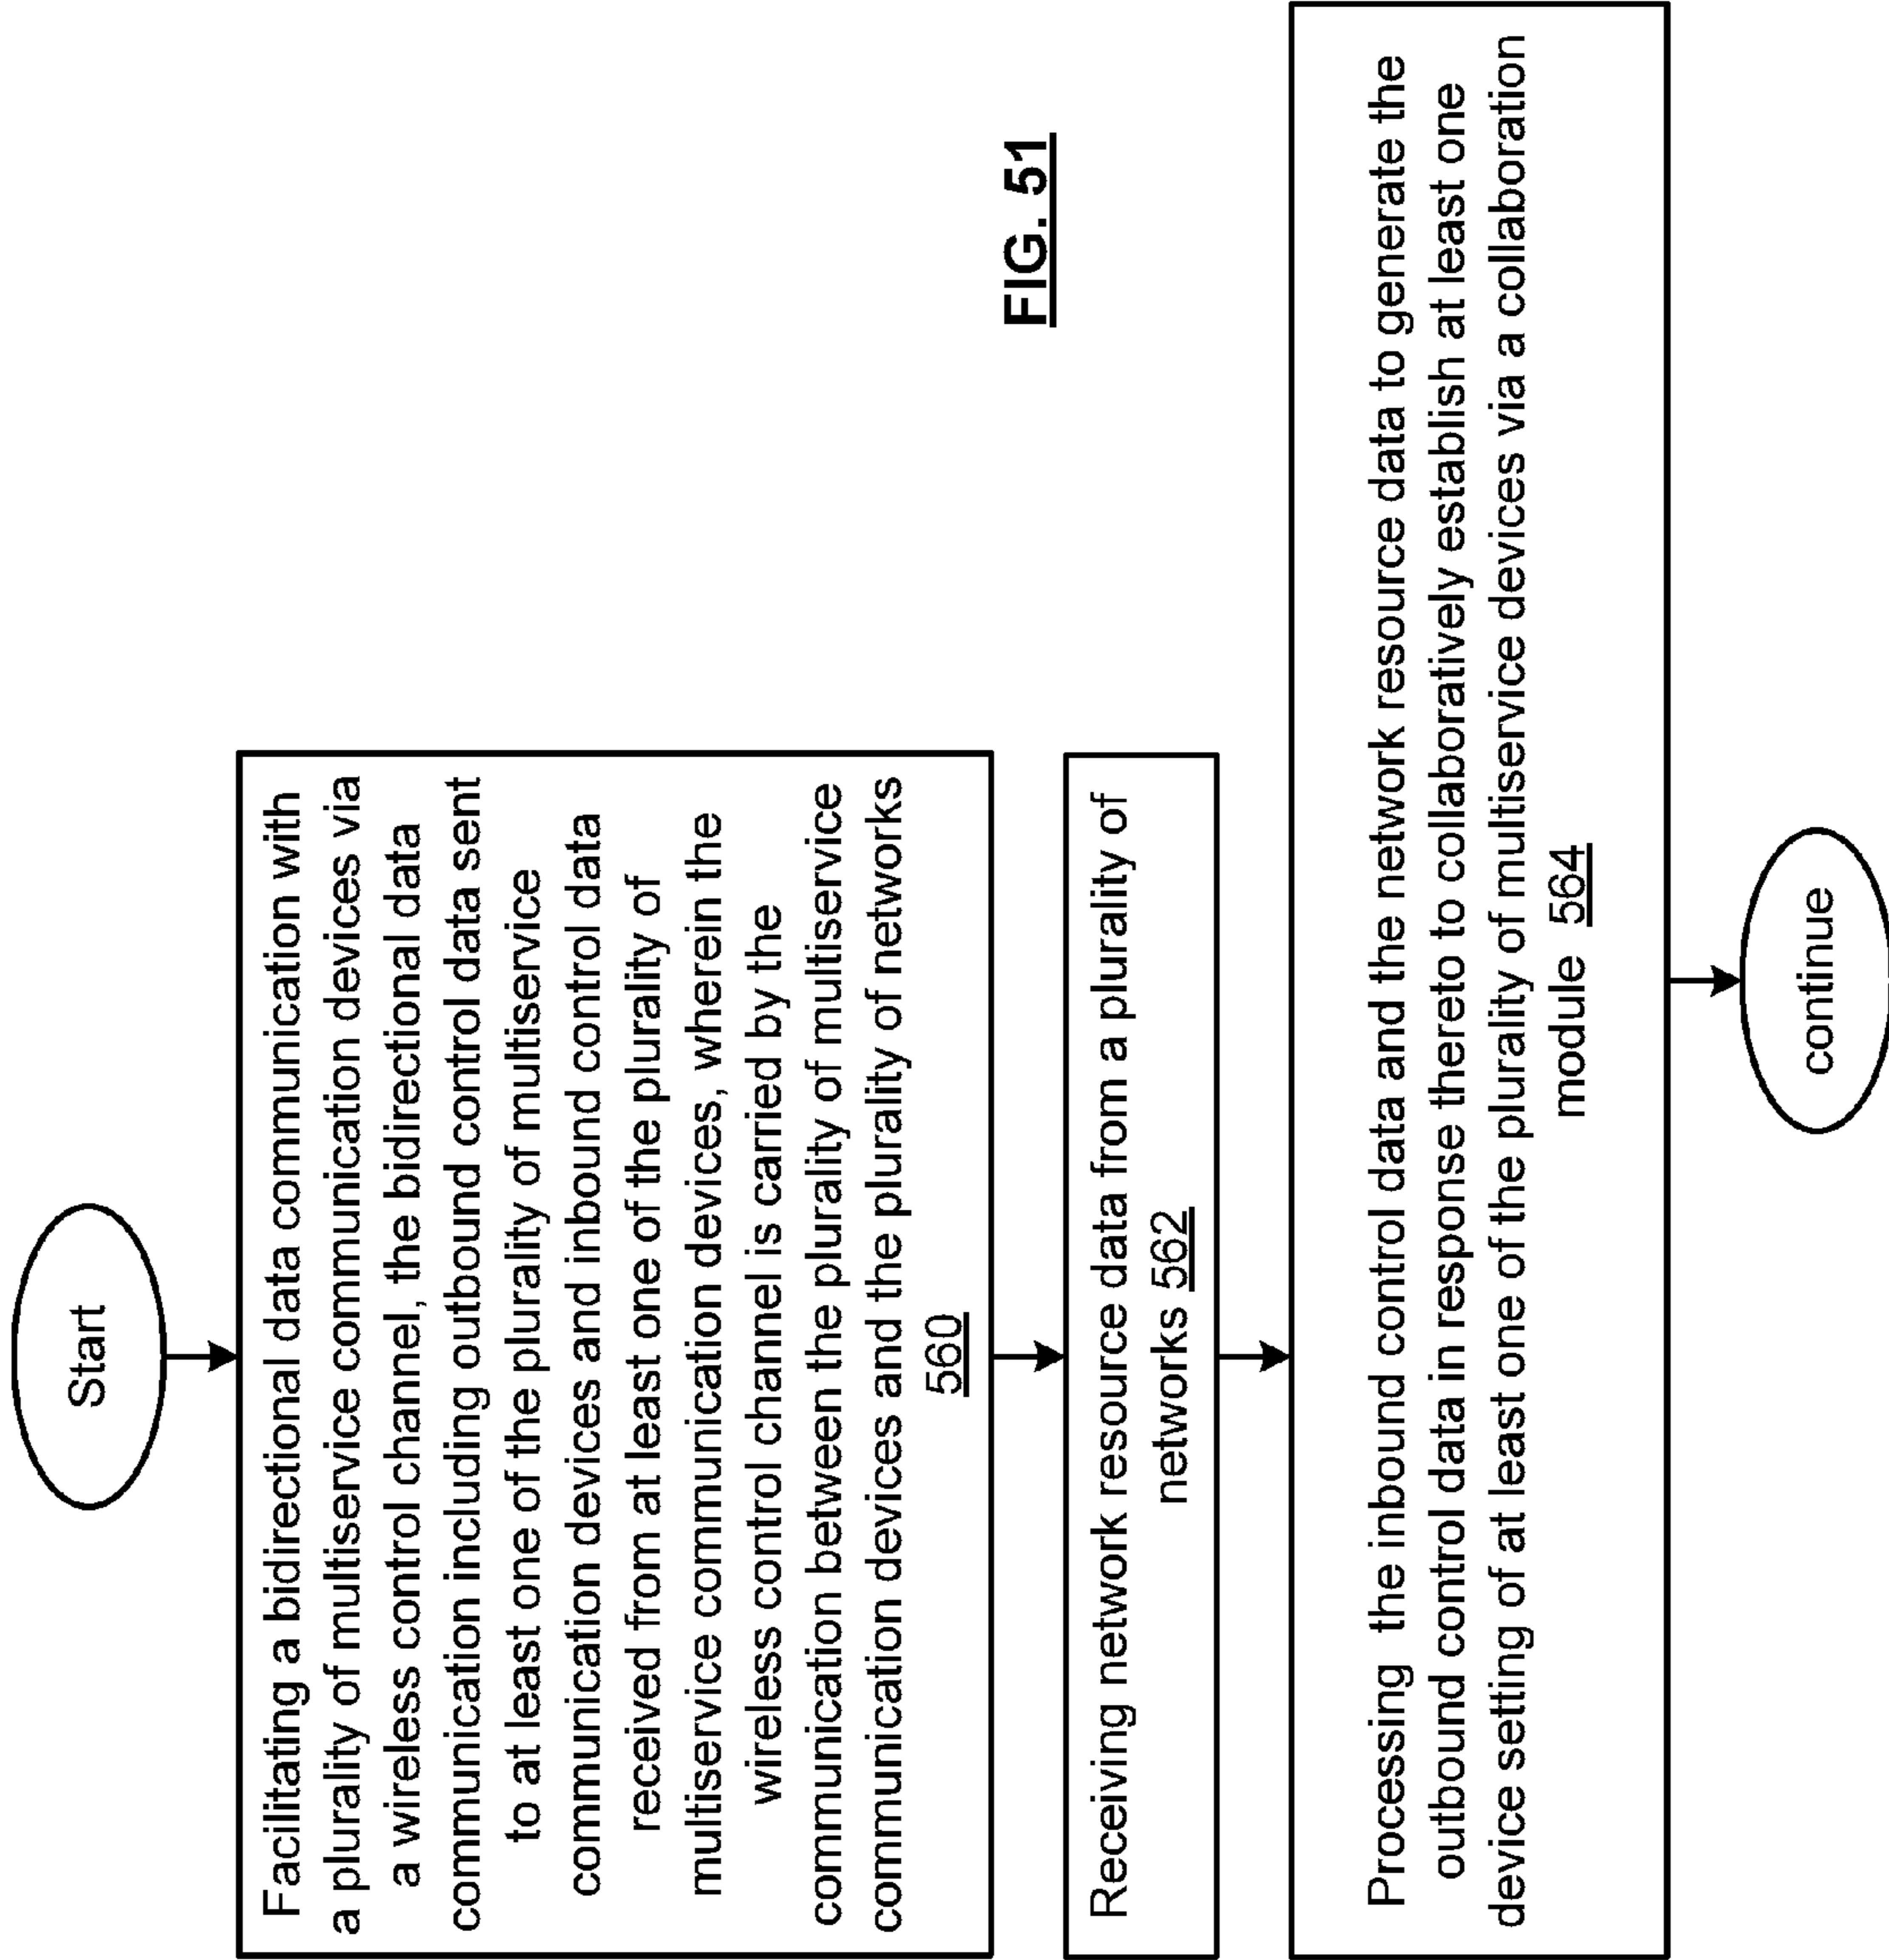 Start
Facilitating a bidirectional data communication with
a plurality of multiservice communication devices via
a wireless control channel, the bidirectional data
communication including outbound control data sent
to at least one of the plurality of multiservice
communication devices and inbound control data
received from at least one of the plurality of
multiservice communication devices, wherein the
wireless control channel is carried by the
communication between the plurality of multiservice
communication devices and the plurality of networks
560
Receiving network resource data from a plurality of
networks 562
Processing the inbound control data and the network resource data to generate the
outbound control data in response thereto to collaboratively establish at least one
device setting of at least one of the plurality of multiservice devices via a collaboration
module 564
continue
FIG. 51